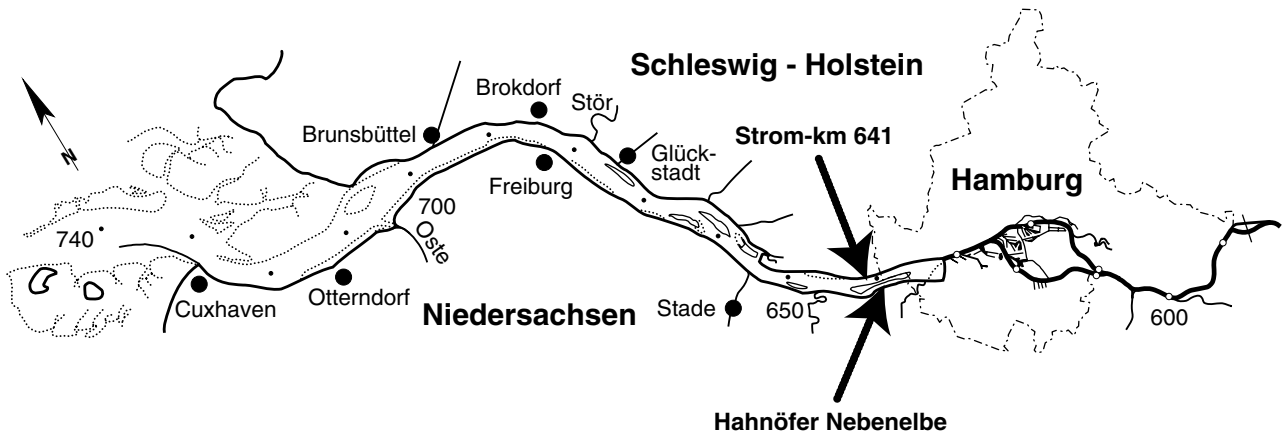 Schleswig - Holstein
Brokdorf
Stör
Brunsbüttel
Strom-km 641
Glück-
stadt
N
Freiburg
Hamburg
700
Oste
740
Otterndorf
Cuxhaven
Niedersachsen
Stade
650
600
Hahnöfer Nebenelbe